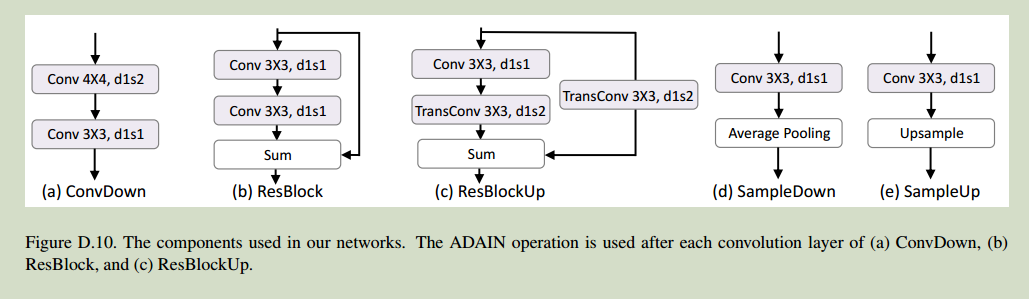 Conv 4X4, d1s2
Conv 3X3, d1s1
(a) ConvDown
Conv 3X3, d1s1
Conv 3X3, d1s1
Sum
(b) ResBlock
Conv 3X3, d1s1
TransConv 3X3, d1s2
TransConv 3X3, d1s2
Sum
(c) ResBlockUp
Conv 3X3, d1s1
Average Pooling
(d) SampleDown
Conv 3X3, d1s1
Upsample
(e) SampleUp
Figure D.10. The components used in our networks. The ADAIN operation is used after each convolution layer of (a) ConvDown, (b)
ResBlock, and (c) ResBlockUp.